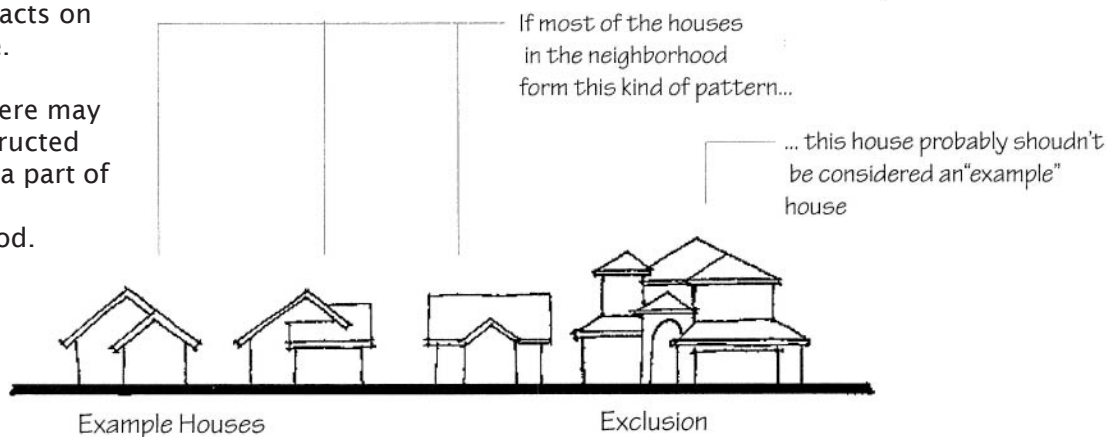 acts on
ere may
ructed
a part of
od.
If most of the houses
in the neighborhood
form this kind of pattern...
... this house probably shoudn't
be considered an"example"
house
Example Houses
Exclusion